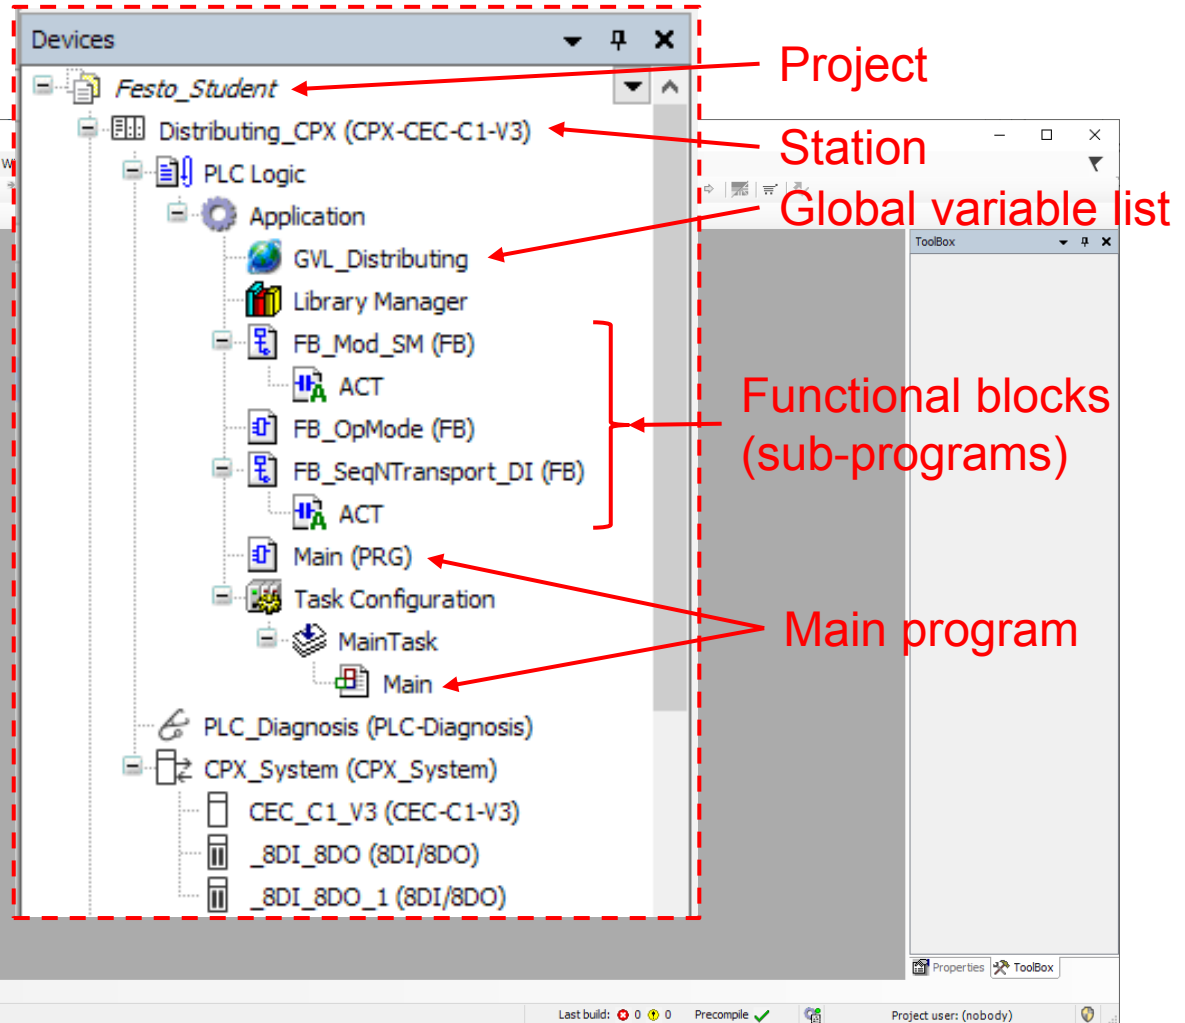 Devices
Festo_Student
Project
Distributing_CPX (CPX-CEC-C1-V3)
Station
W
PLC Logic
Application
Global variable list
ToolBox
GVL_Distributing
Library Manager
FB_Mod_SM (FB)
ACT
Functional blocks
(sub-programs)
FB_OpMode (FB)
FB_SeqNTransport_DI (FB)
ACT
Main (PRG)
Task Configuration
Main program
MainTask
Main
PLC_Diagnosis (PLC-Diagnosis)
CPX_System (CPX_System)
CEC_C1_V3 (CEC-C1-V3)
_8DI_8DO (8DI/8DO)
_8DI_8DO_1 (8DI/8DO)
Properties ToolBox
Last build: 0 0 Precompile Project user: (nobody)